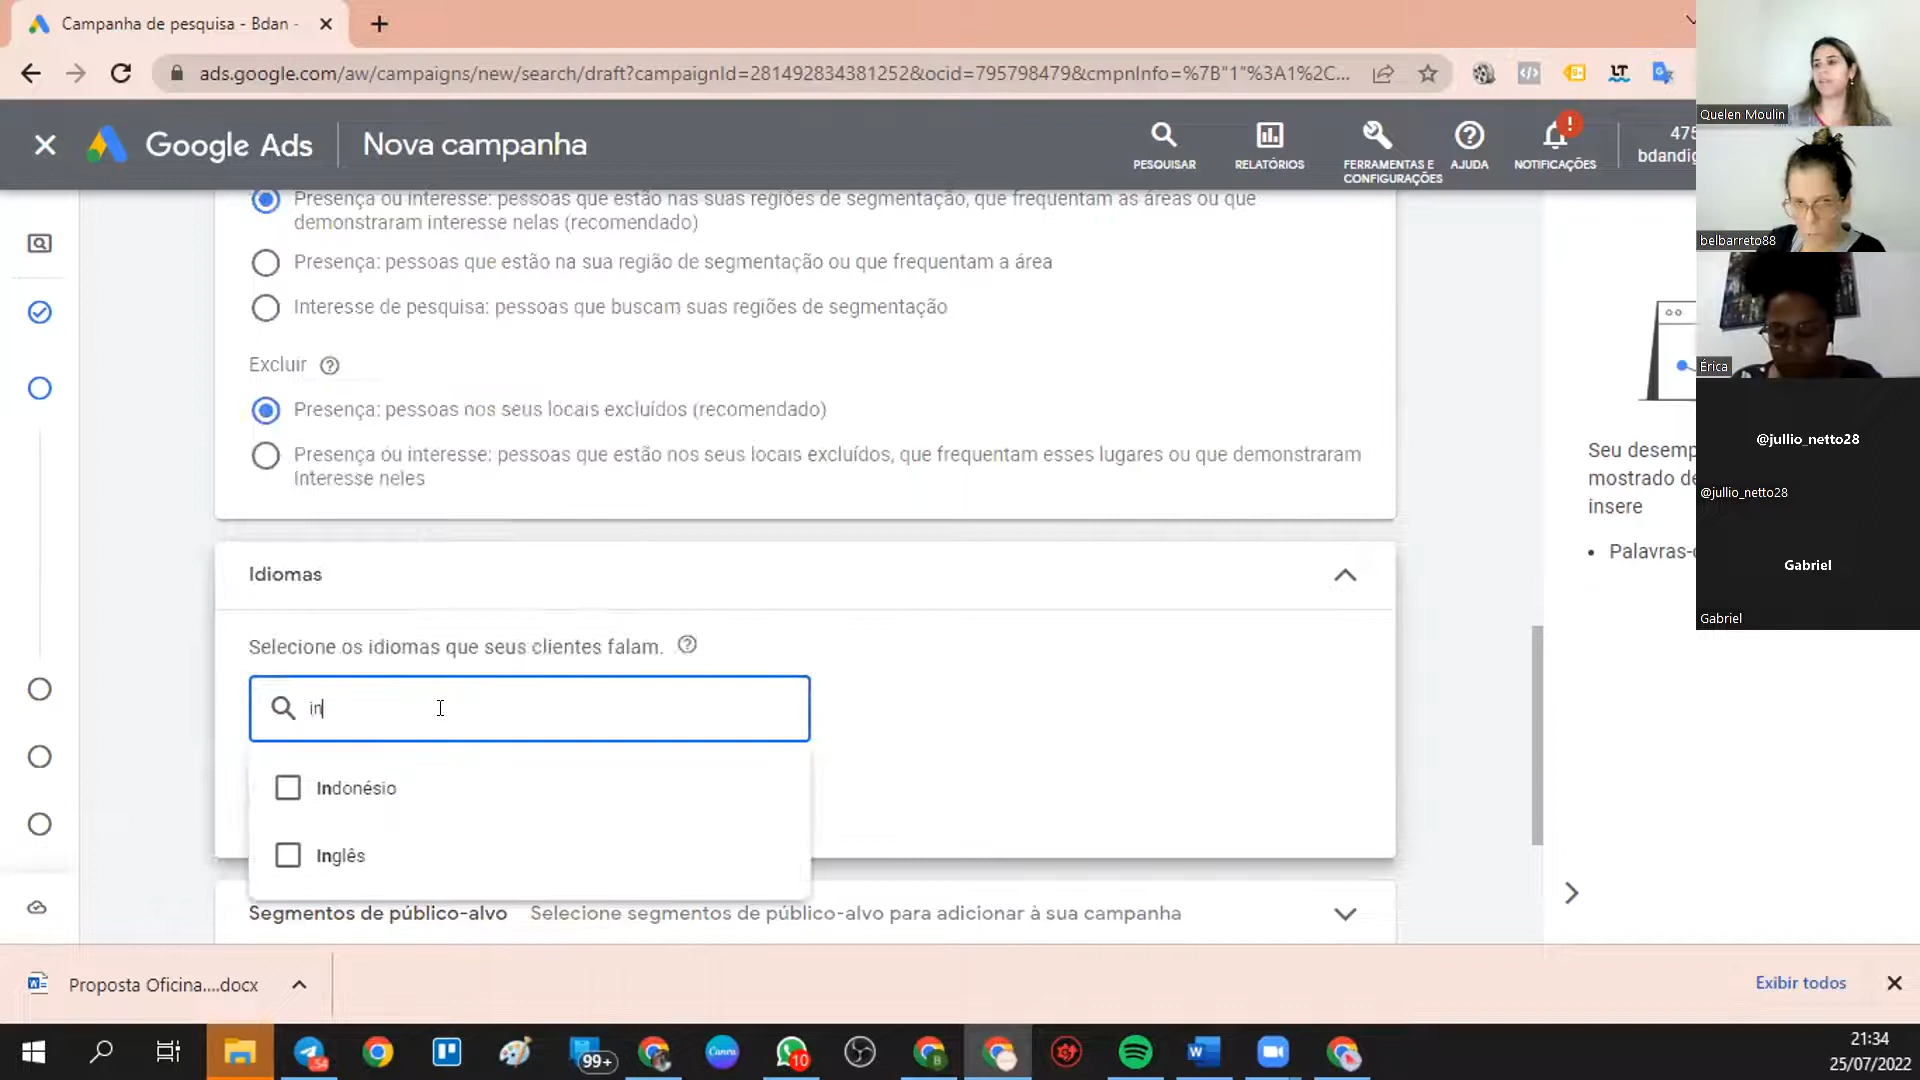 Campanha de pesquisa - Bdan -
ads.google.com/aw/campaigns/new/search/draft?campaignId=281492834381252&ocid=795798479&cmpnInfo=%7B"1"%3A1%2C...
Google Ads
Nova campanha
PESQUISAR
RELATÓRIOS
FERRAMENTAS E
CONFIGURAÇÕES
AJUDA
NOTIFICAÇÕES
475
bdandig
Presença ou interesse: pessoas que estão nas suas regiões de segmentação, que frequentam as áreas ou que
demonstraram interesse nelas (recomendado)
Presença: pessoas que estão na sua região de segmentação ou que frequentam a área
Interesse de pesquisa: pessoas que buscam suas regiões de segmentação
Excluir
Presença: pessoas nos seus locais excluídos (recomendado)
Presença ou interesse: pessoas que estão nos seus locais excluídos, que frequentam esses lugares ou que demonstraram
interesse neles
Idiomas
Selecione os idiomas que seus clientes falam.
in
Indonésio
Inglês
Segmentos de público-alvo Selecione segmentos de público-alvo para adicionar à sua campanha
Seu desemp
mostrado de
insere
• Palavras-c
Quelen Moulin
belbarreto88
Érica
@jullio_netto28
@jullio_netto28
Gabriel
Gabriel
Proposta Oficina....docx
Exibir todos
54
99+
Canva
10
B
21:34
25/07/2022